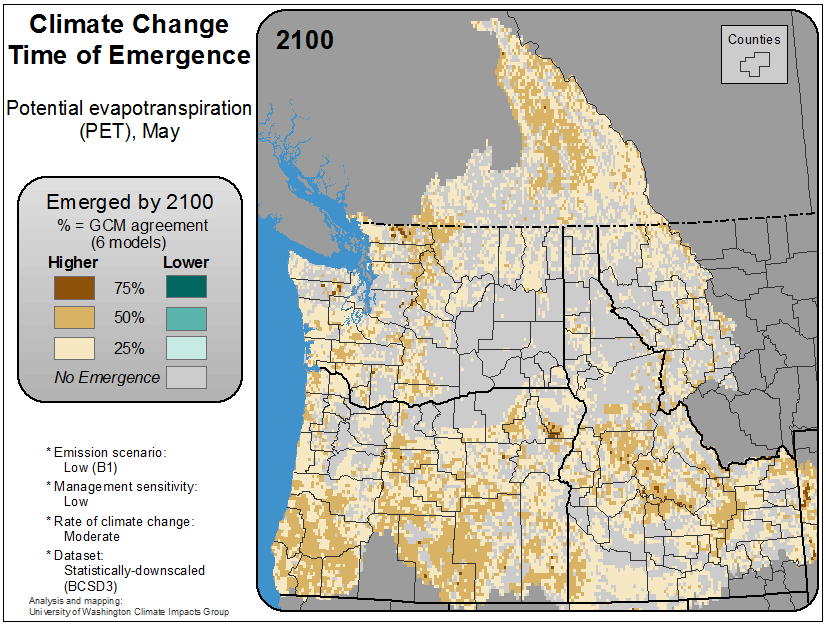 Climate Change
Time of Emergence
Potential evapotranspiration
(PET), May
Emerged by 2100
% = GCM agreement
(6 models)
Higher Lower
75%
50%
25%
No Emergence
* Emission scenario:
Low (B1)
* Management sensitivity:
Low
* Rate of climate change:
Moderate
* Dataset:
Statistically-downscaled
(BCSD3)
Analysis and mapping:
University of Washington Climate Impacts Group
2100
Counties